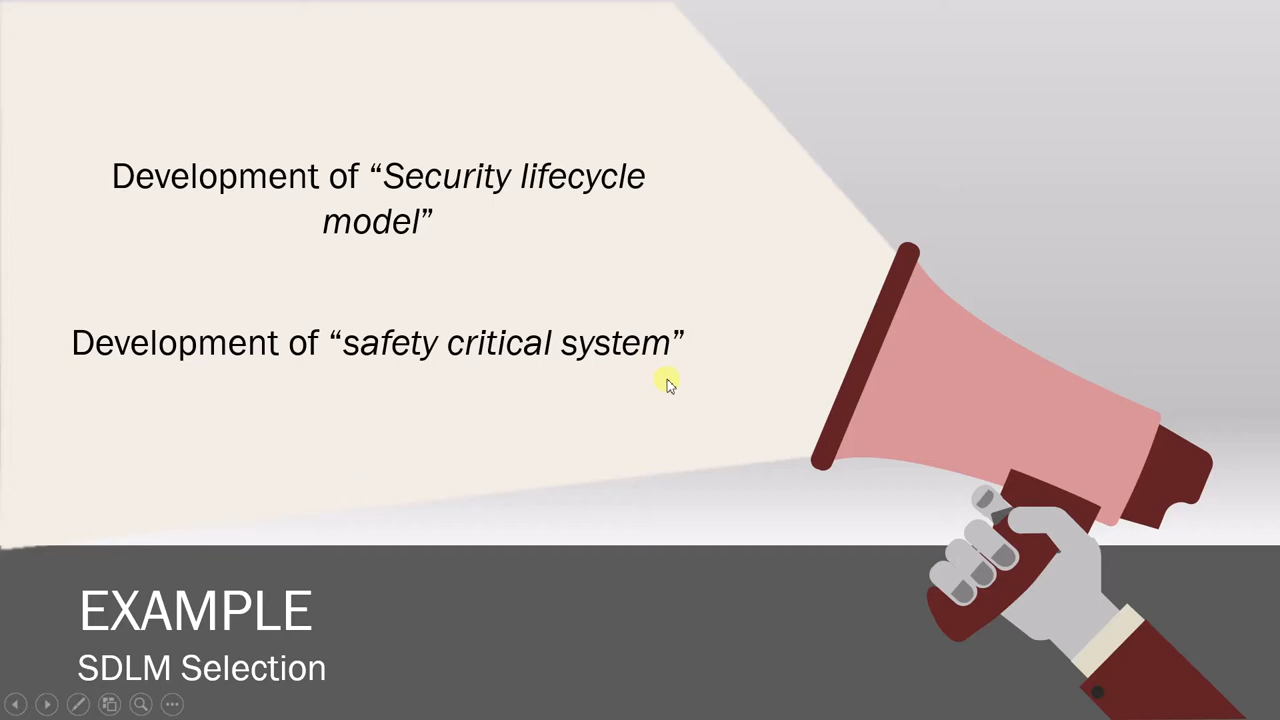 Development of “Security lifecycle
model”
Development of “safety critical system”
EXAMPLE
SDLM Selection